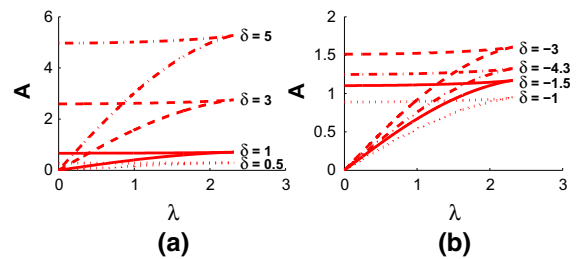 6
4
2
0
A
0 1 2 3
λ
δ = 5
δ = 3
δ = 1
δ = 0.5
(a)
2
1.5
1
0.5
0
A
0 1 2 3
λ
δ = −3
δ = −4.3
δ = −1.5
δ = −1
(b)